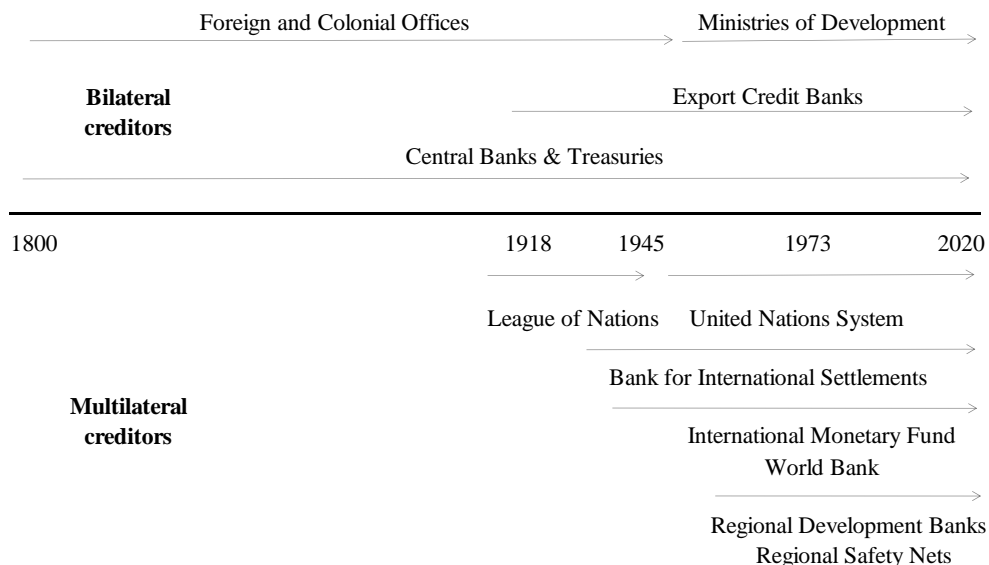 Foreign and Colonial Offices
Ministries of Development
Bilateral
creditors
Export Credit Banks
Central Banks & Treasuries
1800
1918
1945
1973
2020
League of Nations
United Nations System
Bank for International Settlements
Multilateral
creditors
International Monetary Fund
World Bank
Regional Development Banks
Regional Safety Nets